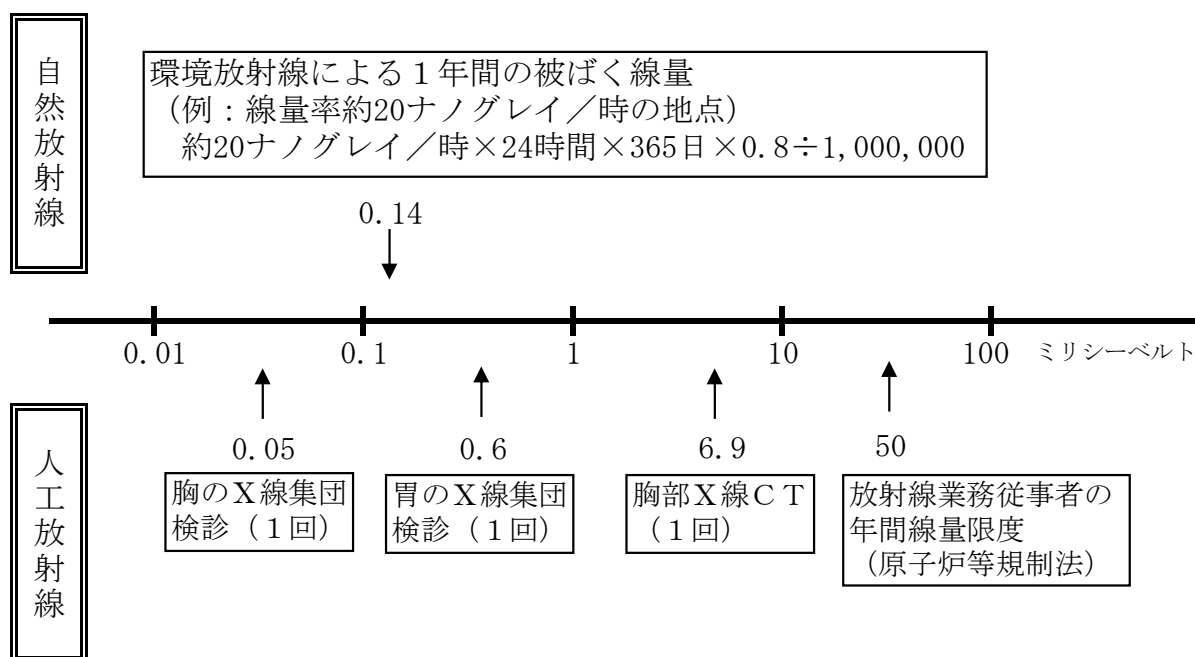 自然放射線
環境放射線による１年間の被ばく線量
（例：線量率約20ナノグレイ／時の地点）
約20ナノグレイ／時×24時間×365日×0.8÷1,000,000
0.14
0.01
0.1
1
10
100
ミリシーベルト
人工放射線
0.05
胸のＸ線集団
検診（１回）
0.6
胃のＸ線集団
検診（１回）
6.9
胸部Ｘ線ＣＴ
（１回）
50
放射線業務従事者の
年間線量限度
（原子炉等規制法）